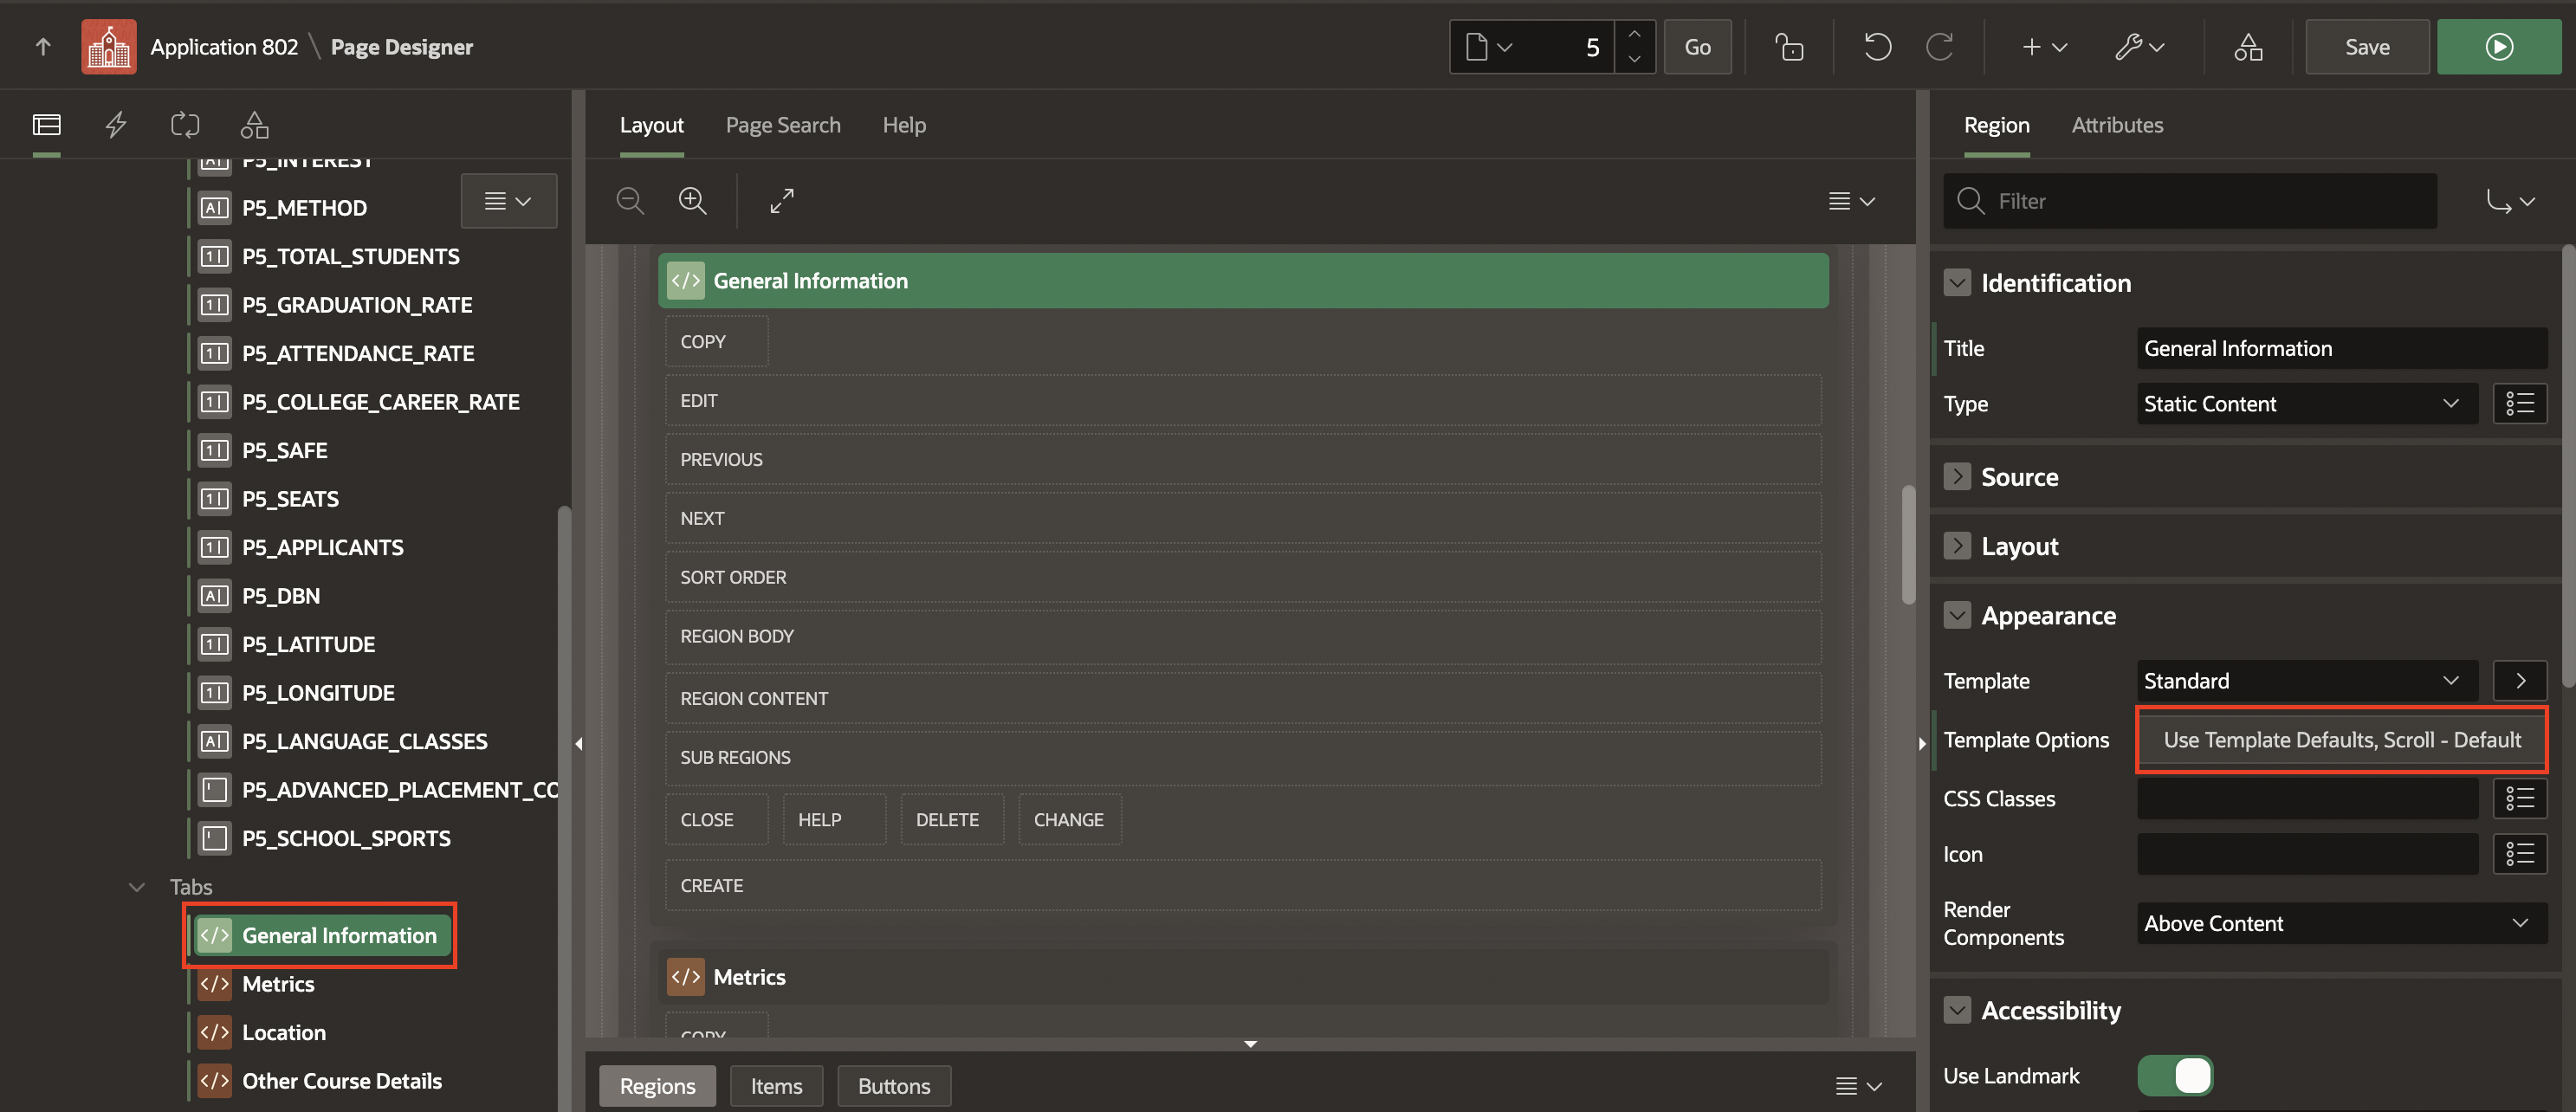 Application 802 \ Page Designer
5
Go
Save
P5_INTEREST
P5_METHOD
P5_TOTAL_STUDENTS
P5_GRADUATION_RATE
P5_ATTENDANCE_RATE
P5_COLLEGE_CAREER_RATE
P5_SAFE
P5_SEATS
P5_APPLICANTS
P5_DBN
P5_LATITUDE
P5_LONGITUDE
P5_LANGUAGE_CLASSES
P5_ADVANCED_PLACEMENT_CO
P5_SCHOOL_SPORTS
Tabs
General Information
Metrics
Location
Other Course Details
Layout
Page Search
Help
General Information
COPY
EDIT
PREVIOUS
NEXT
SORT ORDER
REGION BODY
REGION CONTENT
SUB REGIONS
CLOSE
HELP
DELETE
CHANGE
CREATE
Metrics
COPY
Regions
Items
Buttons
Region
Attributes
Filter
Identification
Title
General Information
Type
Static Content
Source
Layout
Appearance
Template
Standard
Template Options
Use Template Defaults, Scroll - Default
CSS Classes
Icon
Render
Components
Above Content
Accessibility
Use Landmark